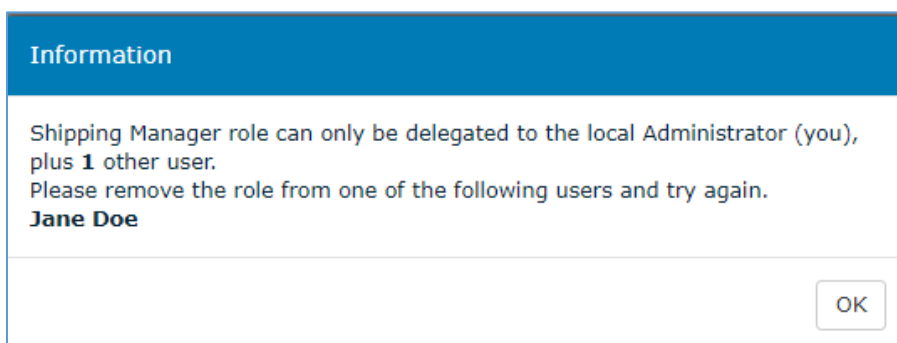 Information
Shipping Manager role can only be delegated to the local Administrator (you),
plus 1 other user.
Please remove the role from one of the following users and try again.
Jane Doe
OK